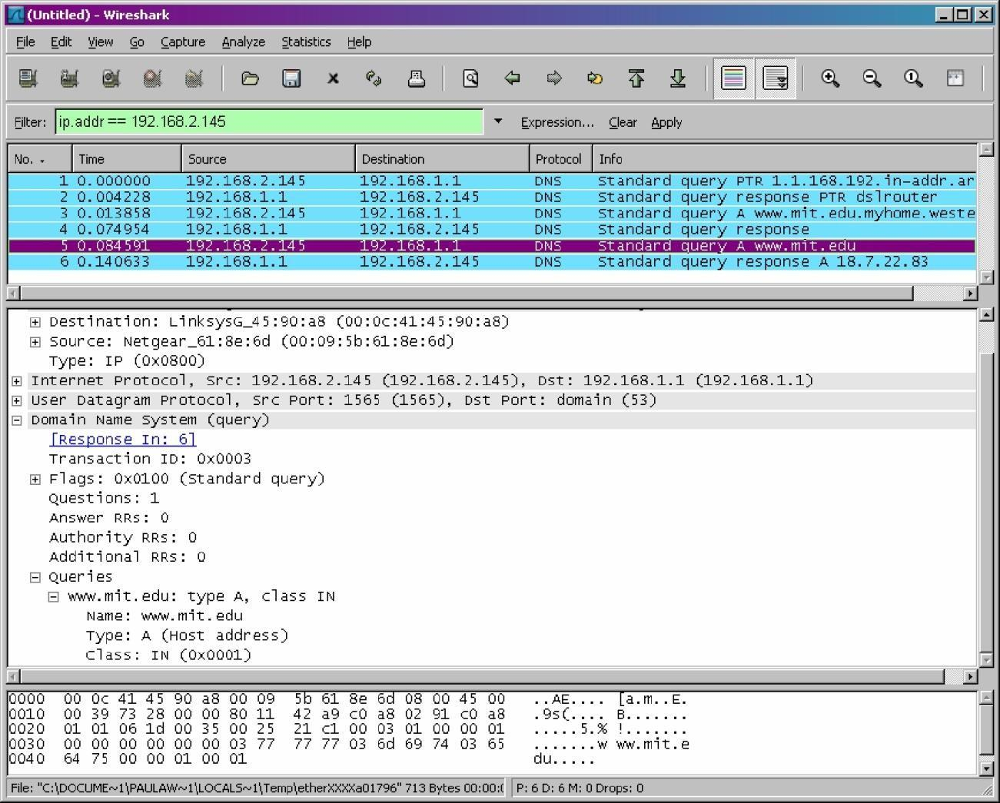 (Untitled) - Wireshark
File Edit View Go Capture Analyze Statistics Help
Filter: ip.addr == 192.168.2.145 Expression... Clear Apply
No. Time Source Destination Protocol Info
1 0.000000 192.168.2.145 192.168.1.1 DNS Standard query PTR 1.1.168.192.in-addr.ar
2 0.004228 192.168.1.1 192.168.2.145 DNS Standard query response PTR dslrouter
3 0.013858 192.168.2.145 192.168.1.1 DNS Standard query A www.mit.edu.myhome.weste
4 0.074954 192.168.1.1 192.168.2.145 DNS Standard query response
5 0.084591 192.168.2.145 192.168.1.1 DNS Standard query A www.mit.edu
6 0.140633 192.168.1.1 192.168.2.145 DNS Standard query response A 18.7.22.83
Destination: LinksysG_45:90:a8 (00:0c:41:45:90:a8)
Source: Netgear_61:8e:6d (00:09:5b:61:8e:6d)
Type: IP (0x0800)
Internet Protocol, Src: 192.168.2.145 (192.168.2.145), Dst: 192.168.1.1 (192.168.1.1)
User Datagram Protocol, Src Port: 1565 (1565), Dst Port: domain (53)
Domain Name System (query)
[Response In: 6]
Transaction ID: 0x0003
Flags: 0x0100 (Standard query)
Questions: 1
Answer RRs: 0
Authority RRs: 0
Additional RRs: 0
Queries
www.mit.edu: type A, class IN
Name: www.mit.edu
Type: A (Host address)
Class: IN (0x0001)
0000 00 0c 41 45 90 a8 00 09 5b 61 8e 6d 08 00 45 00 ..AE.... [a.m..E.
0010 00 39 73 28 00 00 80 11 42 a9 c0 a8 02 91 c0 a8 .9s(.... B.......
0020 01 01 06 1d 00 35 00 25 21 c1 00 03 01 00 00 01 .....5.% !.......
0030 00 00 00 00 00 00 03 77 77 77 03 6d 69 74 03 65 .......w ww.mit.e
0040 64 75 00 00 01 00 01 du.....
File: "C:\DOCUME~1\PAULAW~1\LOCALS~1\Temp\etherXXXXa01796" 713 Bytes 00:00:( P: 6 D: 6 M: 0 Drops: 0